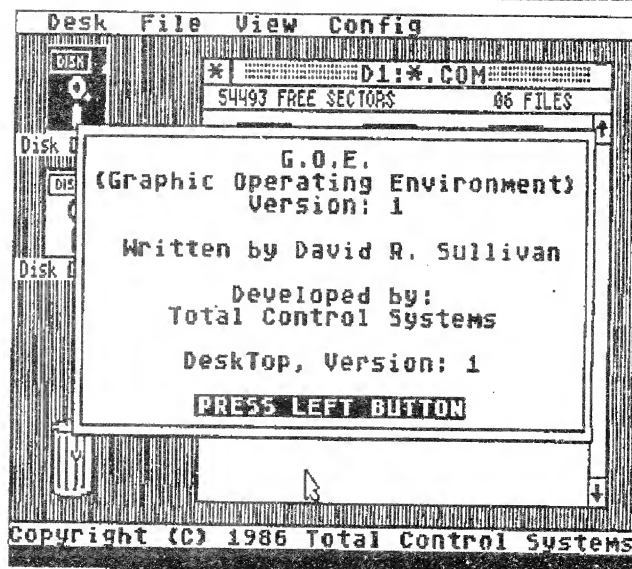 Desk File View Config
DISK
* D1:*.COM
54493 FREE SECTORS 06 FILES
Disk
G.O.E.
(Graphic Operating Environment)
Version: 1
Written by David R. Sullivan
Disk
Developed by:
Total Control Systems
DeskTop, Version: 1
PRESS LEFT BUTTON
Copyright (C) 1986 Total Control Systems